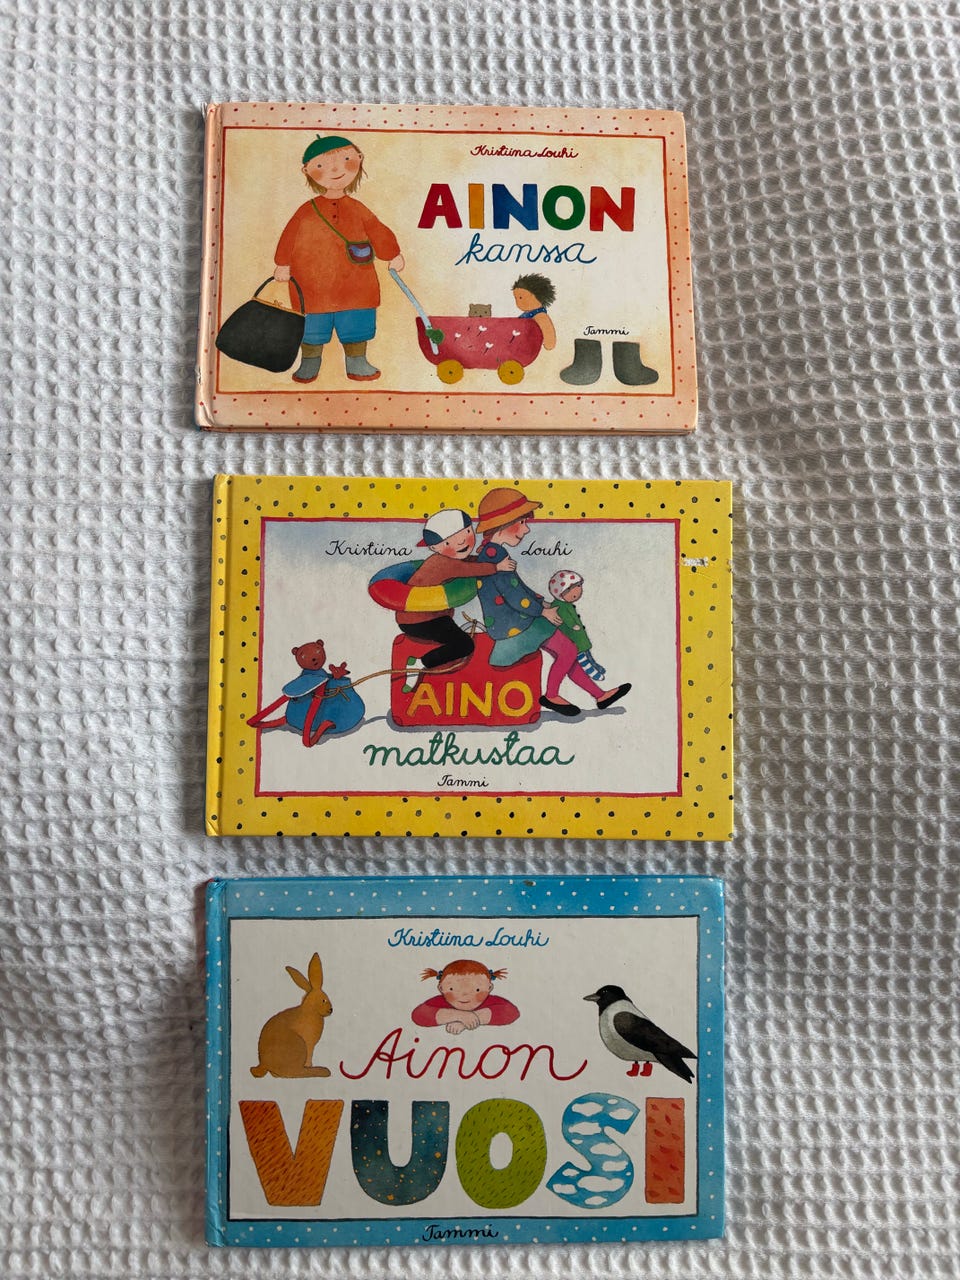 Kristiina Louhi
AINON
kanssa
Tammi
Kristiina Louhi
AINO
matkustaa
Tammi
Kristiina Louhi
Ainon
VUOSI
Tammi